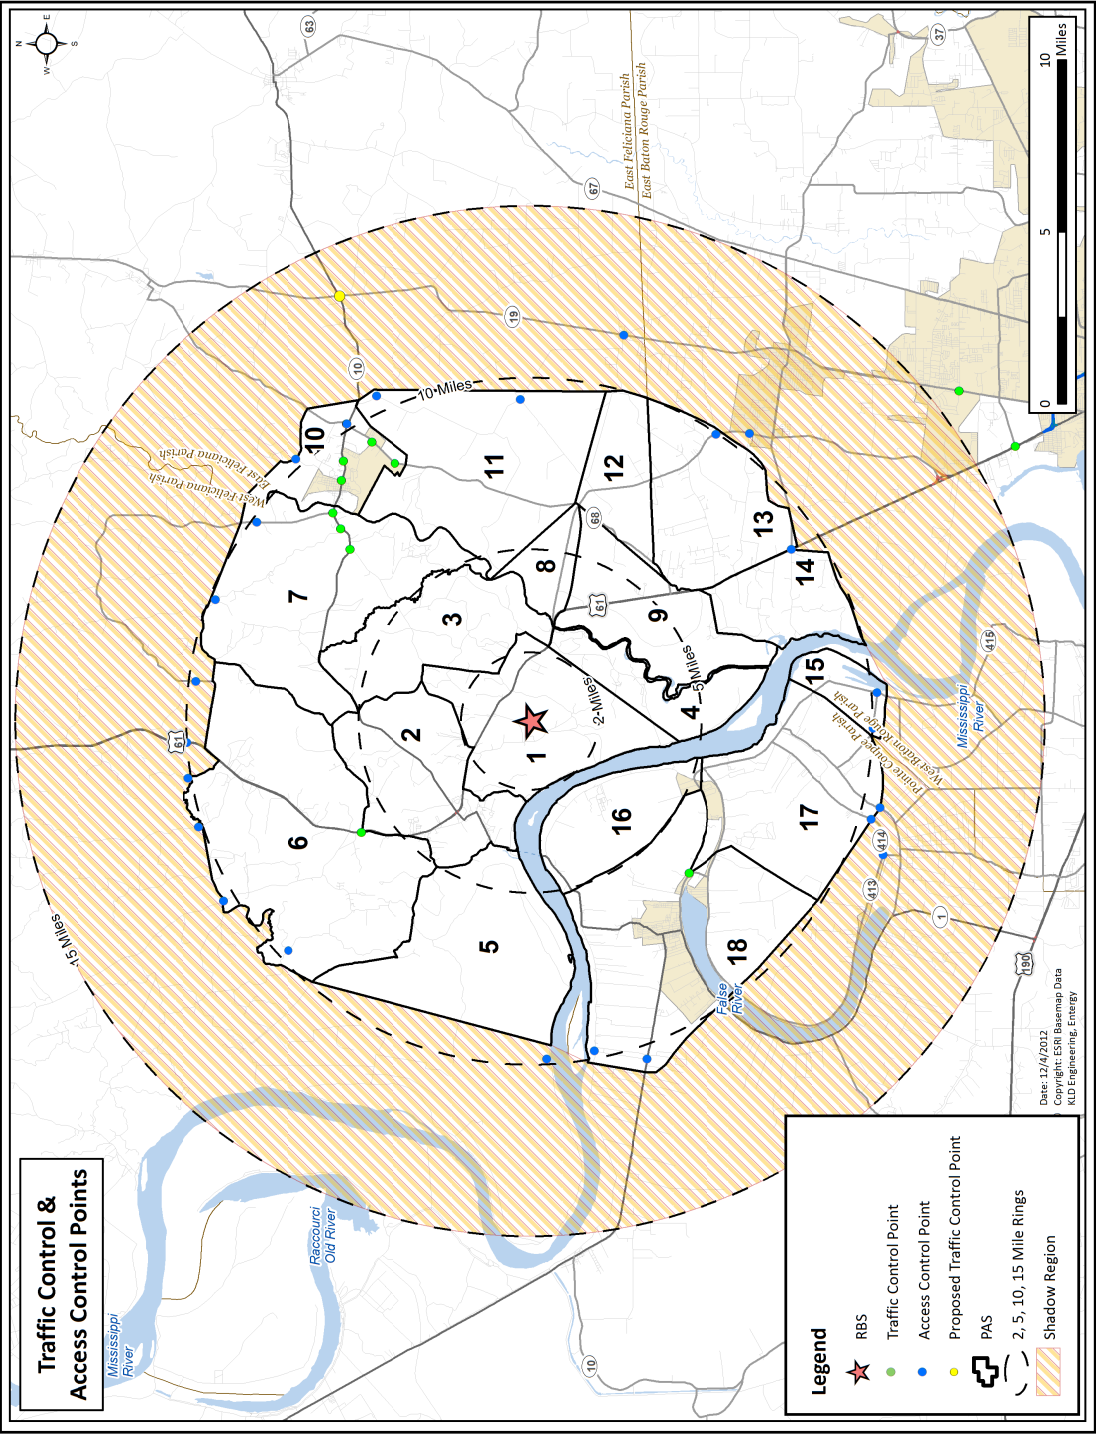 Traffic Control &
Access Control Points
N
E
S
W
63
37
67
19
10
10 Miles
East Feliciana Parish
East Baton Rouge Parish
West Feliciana Parish
East Feliciana Parish
10
11
12
13
14
7
8
68
61
9
3
5 Miles
2 Miles
4
15
2
1
61
6
16
17
5
18
15 Miles
Pointe Coupee Parish
West Baton Rouge Parish
Mississippi
River
415
414
413
1
190
False
River
Raccourci
Old River
Mississippi
River
10
0
5
10
Miles
Date: 12/4/2012
Copyright: ESRI Basemap Data
KLD Engineering, Entergy
Legend
RBS
Traffic Control Point
Access Control Point
Proposed Traffic Control Point
PAS
2, 5, 10, 15 Mile Rings
Shadow Region